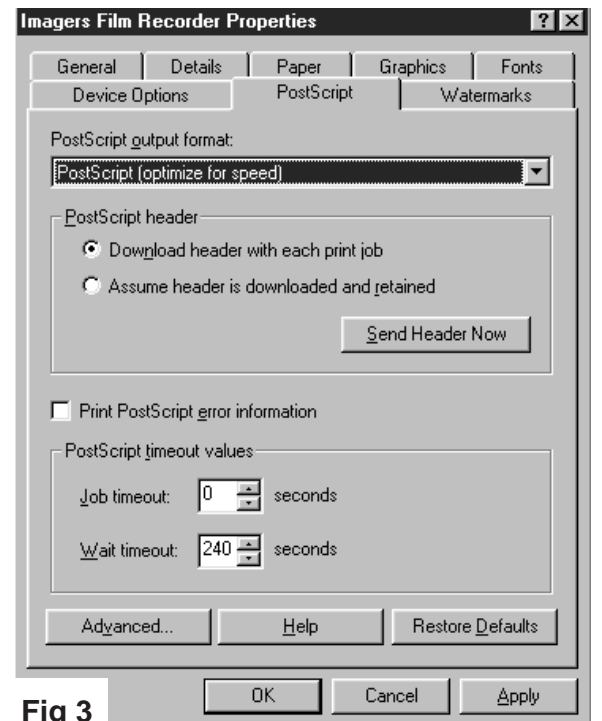 Imagers Film Recorder Properties
General Details Paper Graphics Fonts
Device Options PostScript Watermarks
PostScript output format:
PostScript (optimize for speed)
PostScript header
Download header with each print job
Assume header is downloaded and retained
Send Header Now
Print PostScript error information
PostScript timeout values
Job timeout: 0 seconds
Wait timeout: 240 seconds
Advanced... Help Restore Defaults
OK Cancel Apply
Fig 3